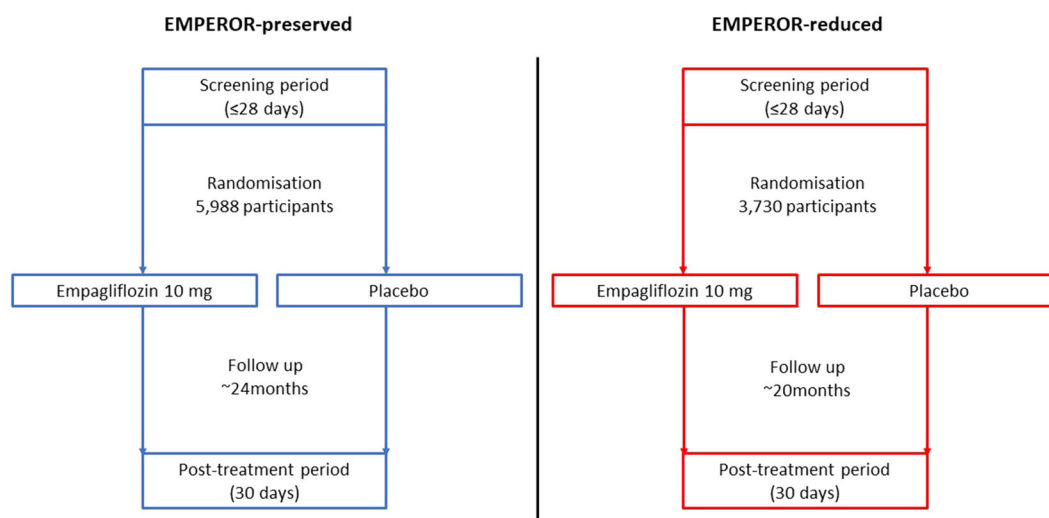 EMPEROR-preserved
Screening period
(≤28 days)
Randomisation
5,988 participants
Empagliflozin 10 mg
Placebo
Follow up
~24months
Post-treatment period
(30 days)
EMPEROR-reduced
Screening period
(≤28 days)
Randomisation
3,730 participants
Empagliflozin 10 mg
Placebo
Follow up
~20months
Post-treatment period
(30 days)